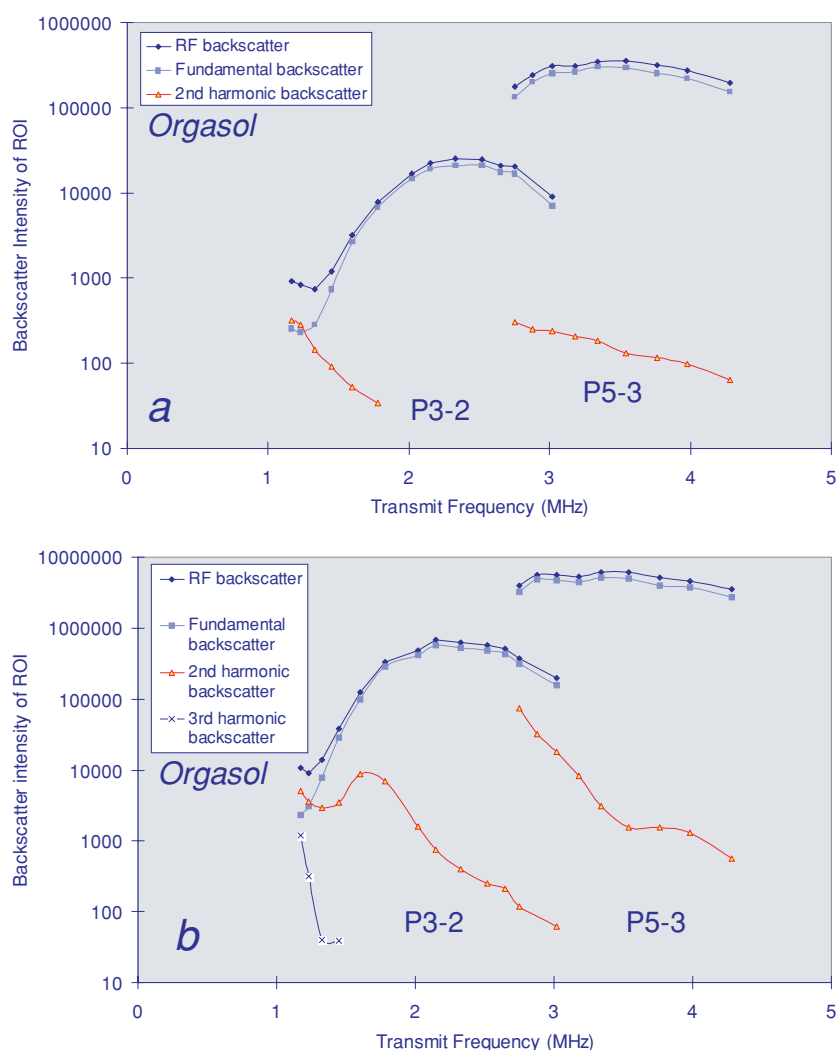 1000000
100000
10000
1000
100
10
Backscatter Intensity of ROI
RF backscatter
Fundamental backscatter
2nd harmonic backscatter
Orgasol
a
P3-2
P5-3
0
1
2
3
4
5
Transmit Frequency (MHz)
10000000
1000000
100000
10000
1000
100
10
Backscatter intensity of ROI
RF backscatter
Fundamental
backscatter
2nd harmonic
backscatter
3rd harmonic
backscatter
Orgasol
b
P3-2
P5-3
0
1
2
3
4
5
Transmit Frequency (MHz)